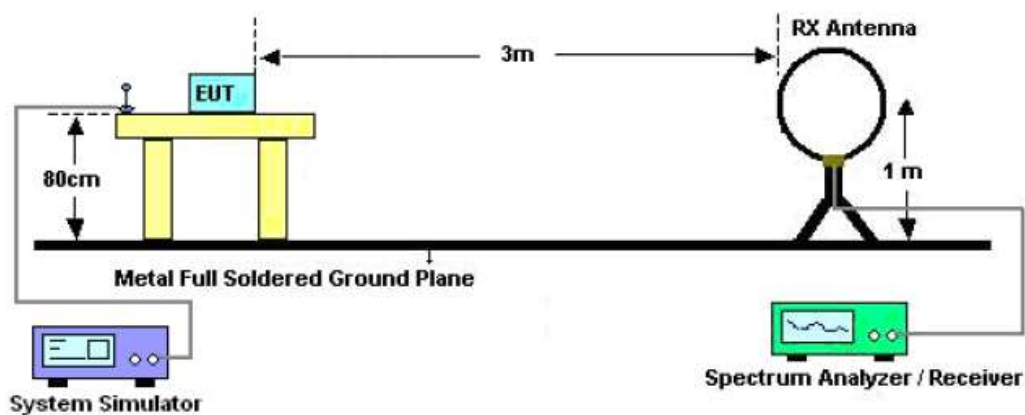 RX Antenna
3m
EUT
80cm
1 m
Metal Full Soldered Ground Plane
System Simulator
Spectrum Analyzer / Receiver